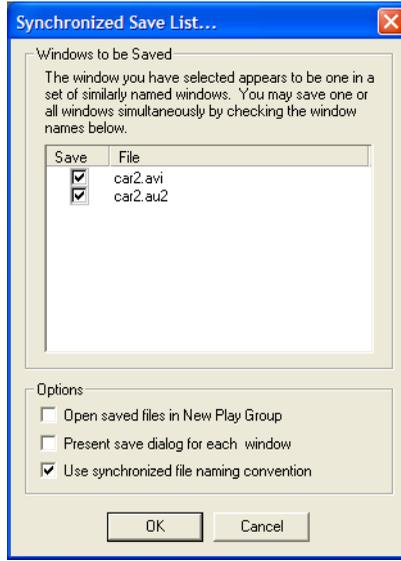 Synchronized Save List...
Windows to be Saved
The window you have selected appears to be one in a
set of similarly named windows. You may save one or
all windows simultaneously by checking the window
names below.
Save File
car2.avi
car2.au2
Options
Open saved files in New Play Group
Present save dialog for each window
Use synchronized file naming convention
OK Cancel